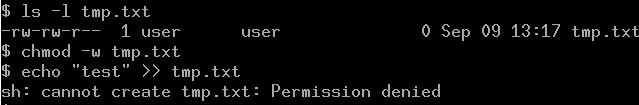 $ ls -l tmp.txt
-rw-rw-r-- 1 user user 0 Sep 09 13:17 tmp.txt
$ chmod -w tmp.txt
$ echo "test" >> tmp.txt
sh: cannot create tmp.txt: Permission denied